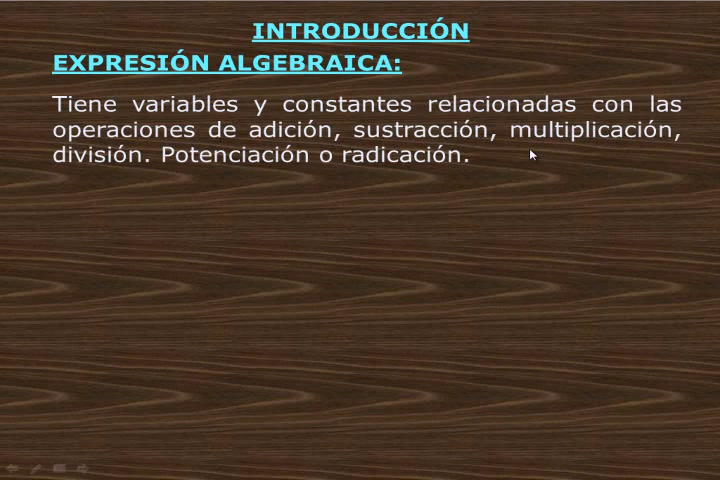 INTRODUCCIÓN
EXPRESIÓN ALGEBRAICA:
Tiene variables y constantes relacionadas con las
operaciones de adición, sustracción, multiplicación,
división. Potenciación o radicación.